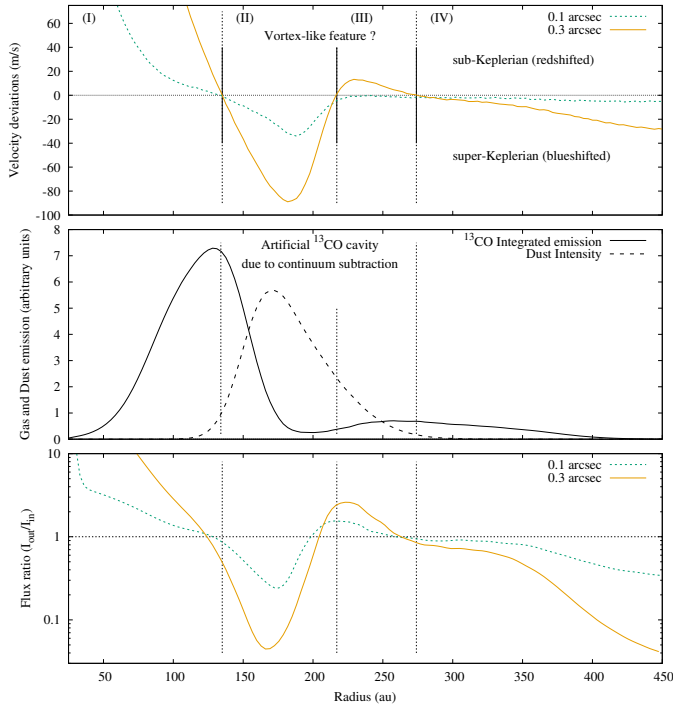 (I) (II) (III) (IV)
0.1 arcsec
0.3 arcsec
Vortex-like feature ?
sub-Keplerian (redshifted)
super-Keplerian (blueshifted)
Velocity deviations (m/s)
60
40
20
0
-20
-40
-60
-80
-100
Artificial ¹³CO cavity
due to continuum subtraction
¹³CO Integrated emission
Dust Intensity
Gas and Dust emission (arbitrary units)
8
7
6
5
4
3
2
1
0
0.1 arcsec
0.3 arcsec
Flux ratio (I_out/I_in)
10
1
0.1
50 100 150 200 250 300 350 400 450
Radius (au)